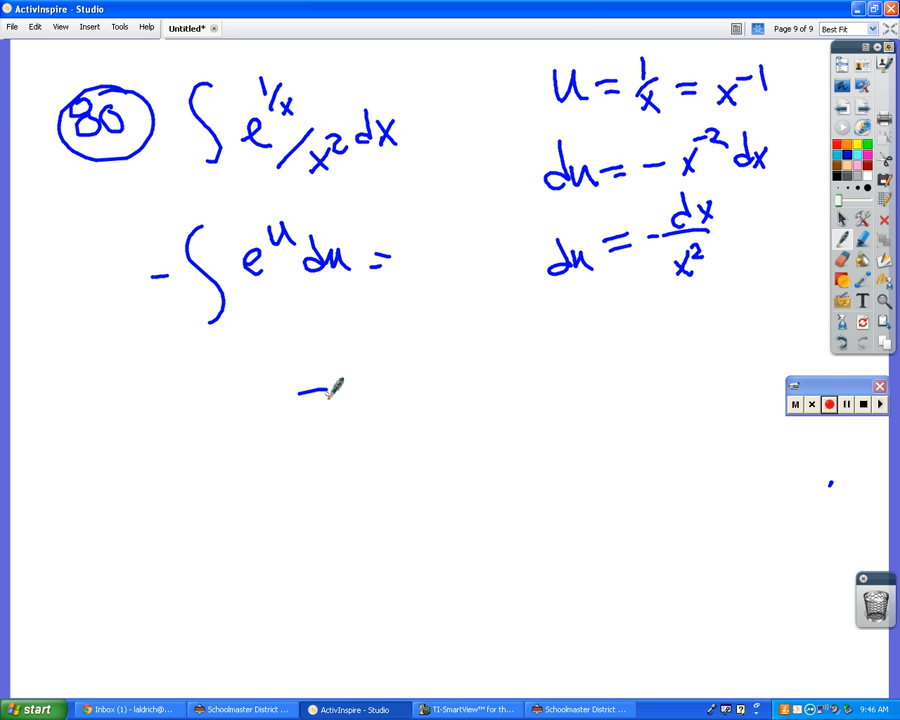 ActivInspire - Studio
File Edit View Insert Tools Help Untitled* Page 9 of 9 Best Fit
80 ∫ e^{1/x}/x² dx
u = 1/x = x^{-1}
du = - x^{-2} dx
- ∫ e^u du =
du = - dx/x²
-
M
start Inbox (1) - laldrich@... Schoolmaster District ... ActivInspire - Studio TI-SmartView™ for th... Schoolmaster District ... 9:46 AM